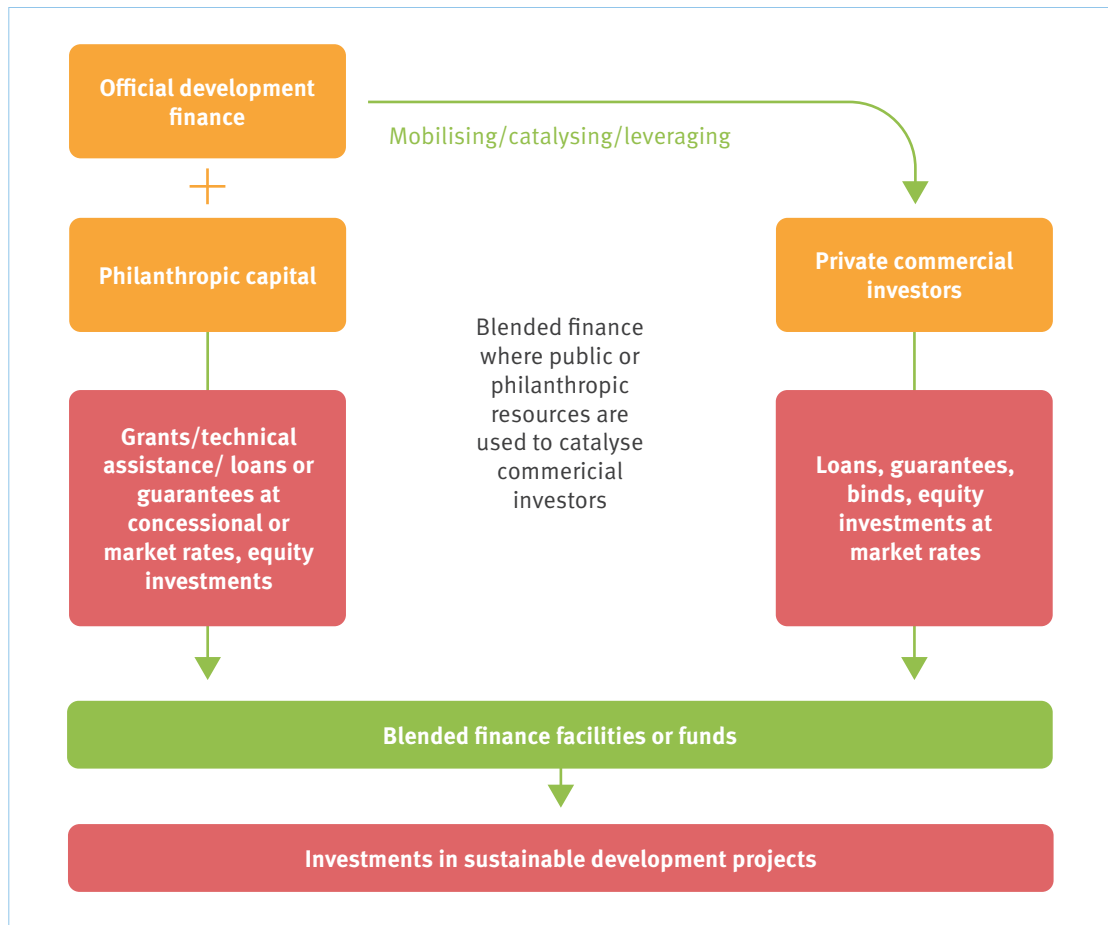 Official development
finance
Mobilising/catalysing/leveraging
Philanthropic capital
Private commercial
investors
Blended finance
where public or
philanthropic
resources are
used to catalyse
commericial
investors
Grants/technical
assistance/ loans or
guarantees at
concessional or
market rates, equity
investments
Loans, guarantees,
binds, equity
investments at
market rates
Blended finance facilities or funds
Investments in sustainable development projects